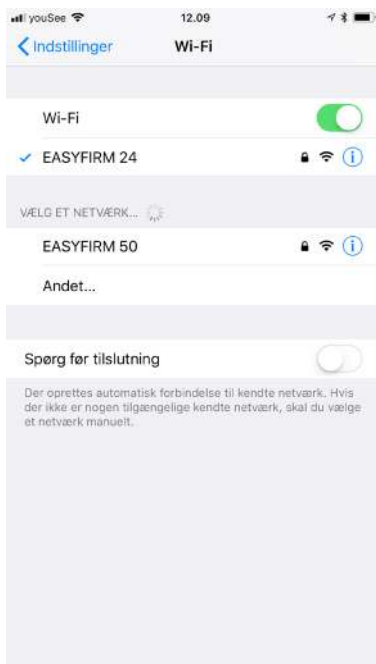 youSee 12.09
Indstillinger Wi-Fi
Wi-Fi
EASYFIRM 24
VÆLG ET NETVÆRK...
EASYFIRM 50
Andet...
Spørg før tilslutning
Der oprettes automatisk forbindelse til kendte netværk. Hvis
der ikke er nogen tilgængelige kendte netværk, skal du vælge
et netværk manuelt.